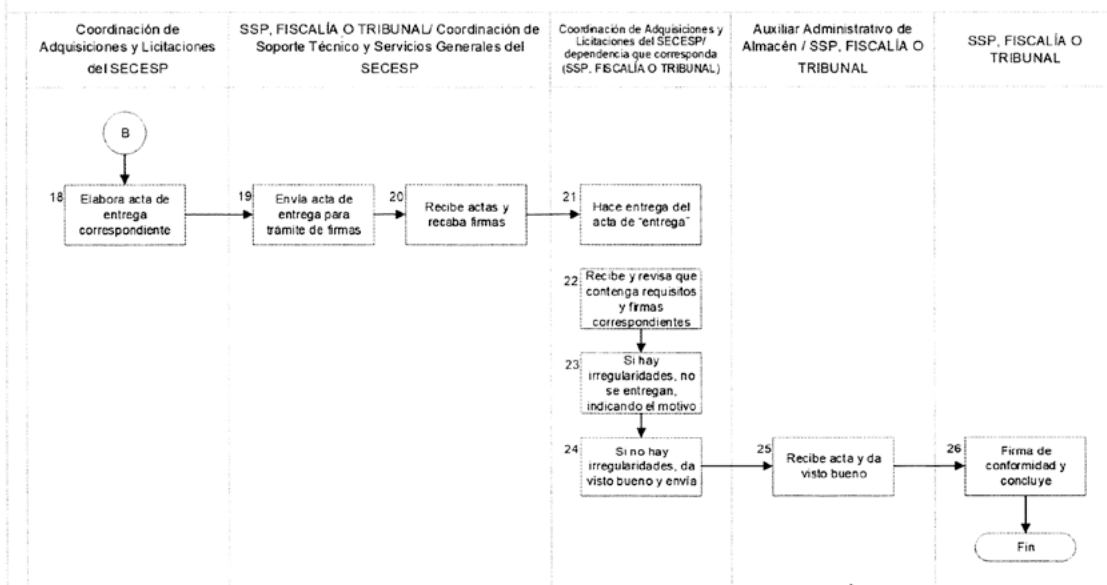 Coordinación de
Adquisiciones y Licitaciones
del SECESP
SSP, FISCALÍA O TRIBUNAL/ Coordinación de
Soporte Técnico y Servicios Generales del
SECESP
Coordinación de Adquisiciones y
Licitaciones del SECESP/
dependencia que corresponda
(SSP, FISCALÍA O TRIBUNAL)
Auxiliar Administrativo de
Almacén / SSP, FISCALÍA O
TRIBUNAL
SSP, FISCALÍA O
TRIBUNAL
B
18
Elabora acta de
entrega
correspondiente
19
Envía acta de
entrega para
trámite de firmas
20
Recibe actas y
recaba firmas
21
Hace entrega del
acta de "entrega"
22
Recibe y revisa que
contenga requisitos
y firmas
correspondientes
23
Si hay
irregularidades, no
se entregan,
indicando el motivo
24
Si no hay
irregularidades, da
visto bueno y envía
25
Recibe acta y da
visto bueno
26
Firma de
conformidad y
concluye
Fin